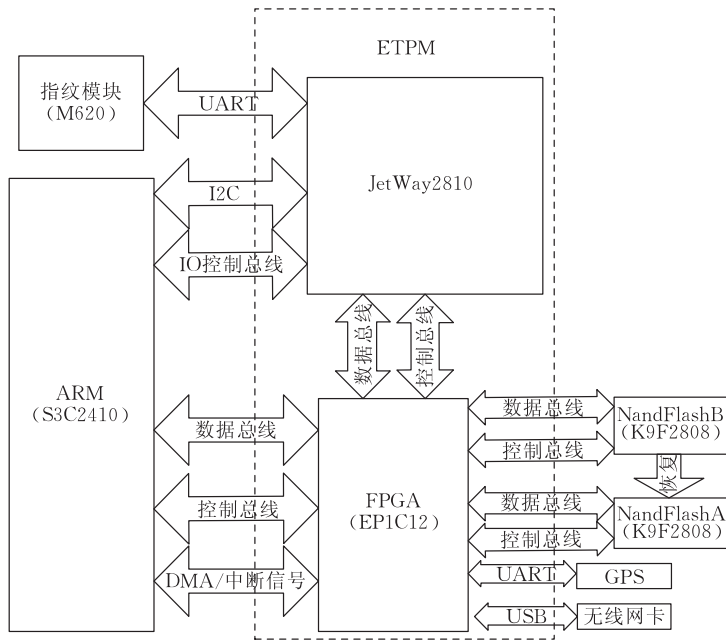 ETPM
指纹模块
(M620)
UART
JetWay2810
I2C
IO控制总线
数据总线
控制总线
ARM
(S3C2410)
数据总线
控制总线
DMA/中断信号
FPGA
(EP1C12)
数据总线
控制总线
NandFlashB
(K9F2808)
恢复
数据总线
控制总线
NandFlashA
(K9F2808)
UART
GPS
USB
无线网卡